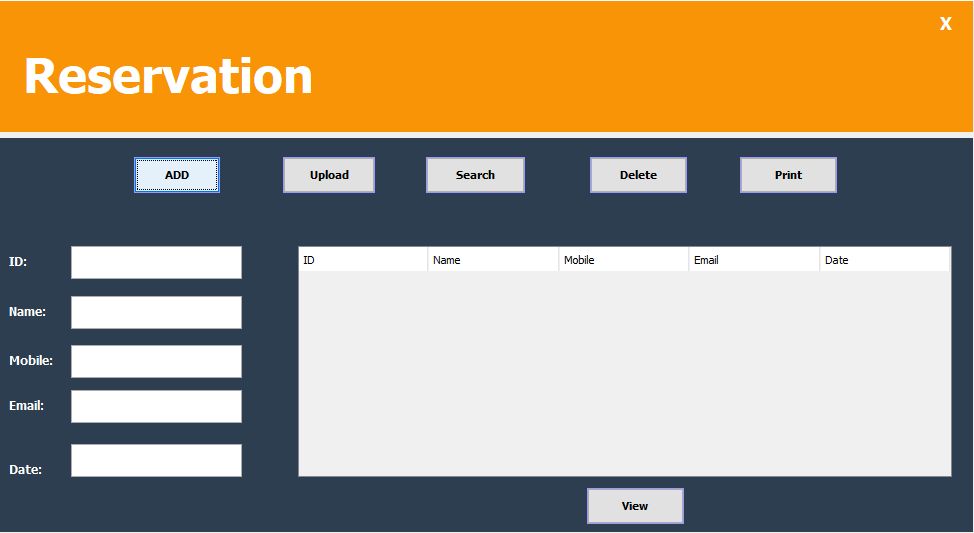 X
Reservation
ADD Upload Search Delete Print
ID:
Name:
Mobile:
Email:
Date:
ID Name Mobile Email Date
View